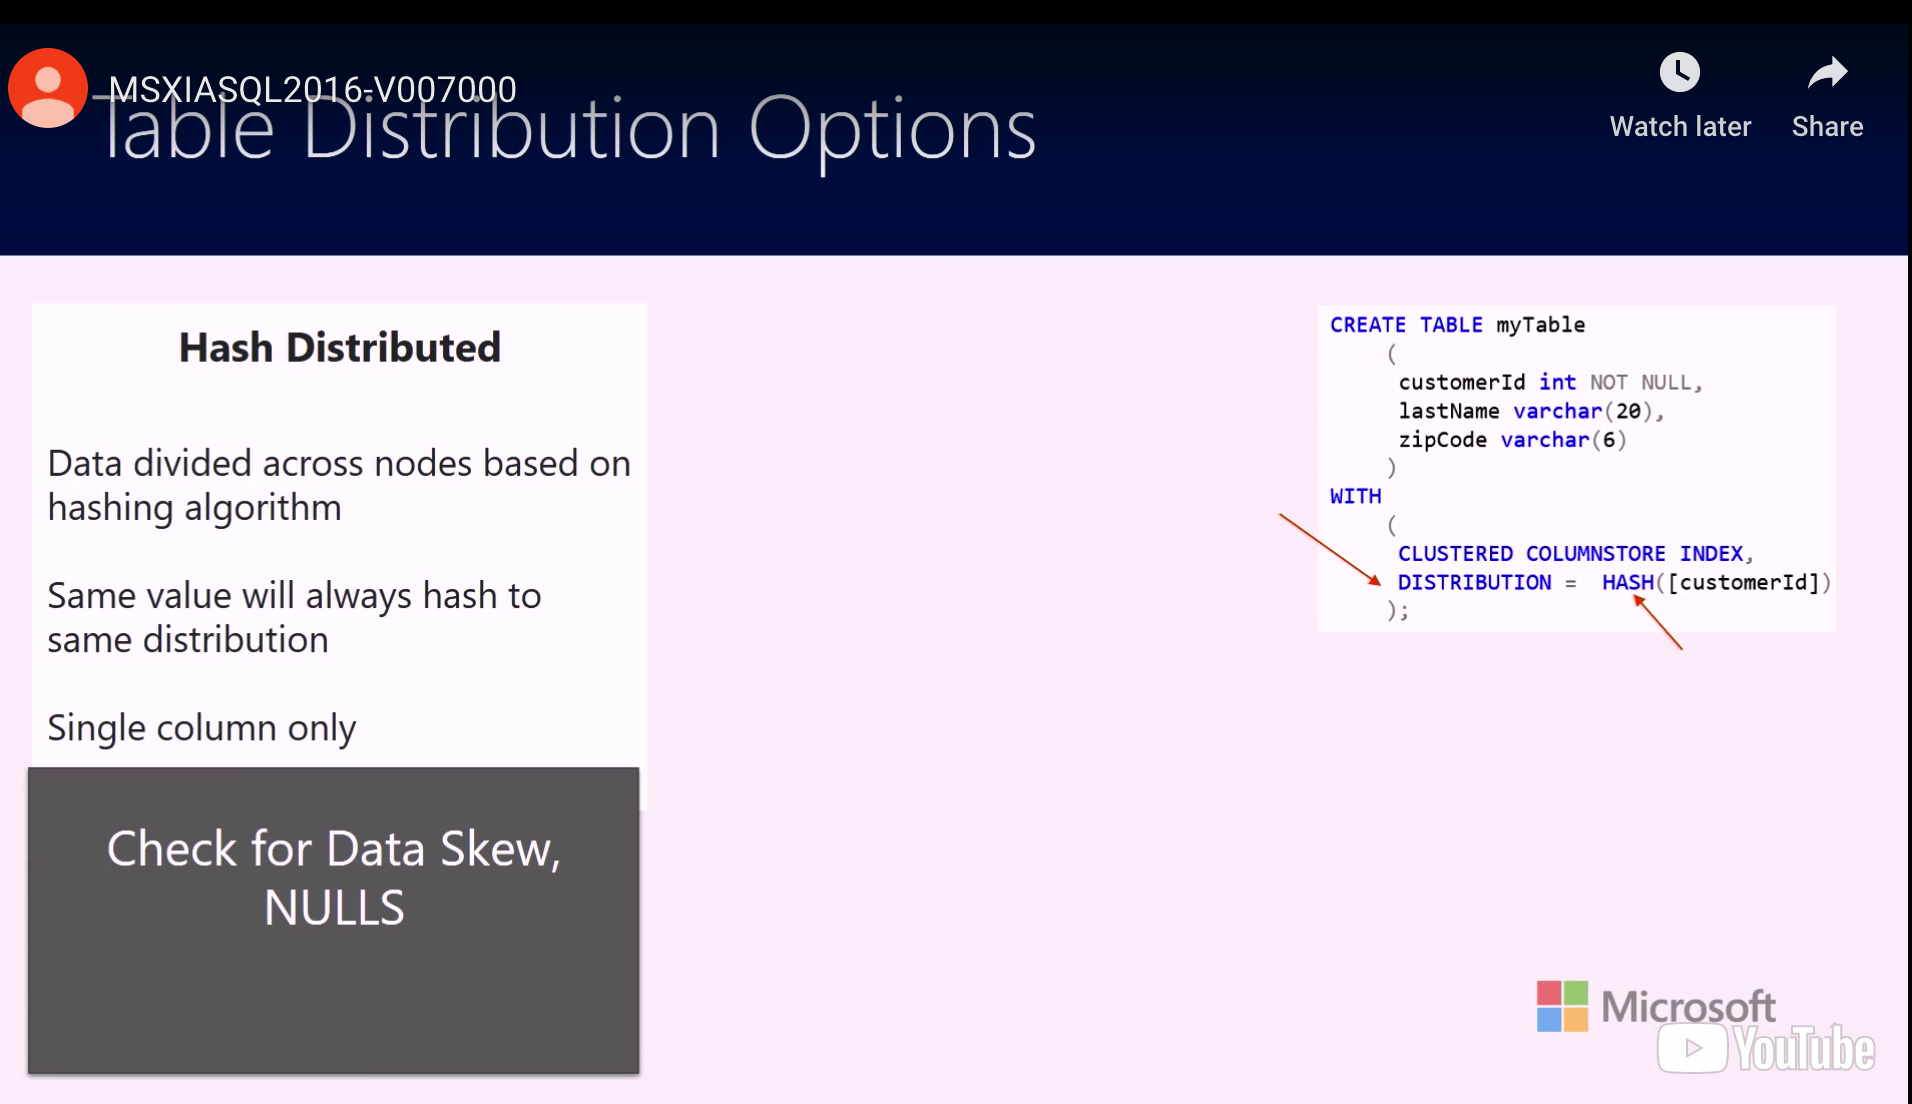 MSXIASQL2016-V007000
Table Distribution Options
Watch later
Share
Hash Distributed
Data divided across nodes based on
hashing algorithm
Same value will always hash to
same distribution
Single column only
Check for Data Skew,
NULLS
CREATE TABLE myTable
(
customerId int NOT NULL,
lastName varchar(20),
zipCode varchar(6)
)
WITH
(
CLUSTERED COLUMNSTORE INDEX,
DISTRIBUTION = HASH([customerId])
);
Microsoft
YouTube